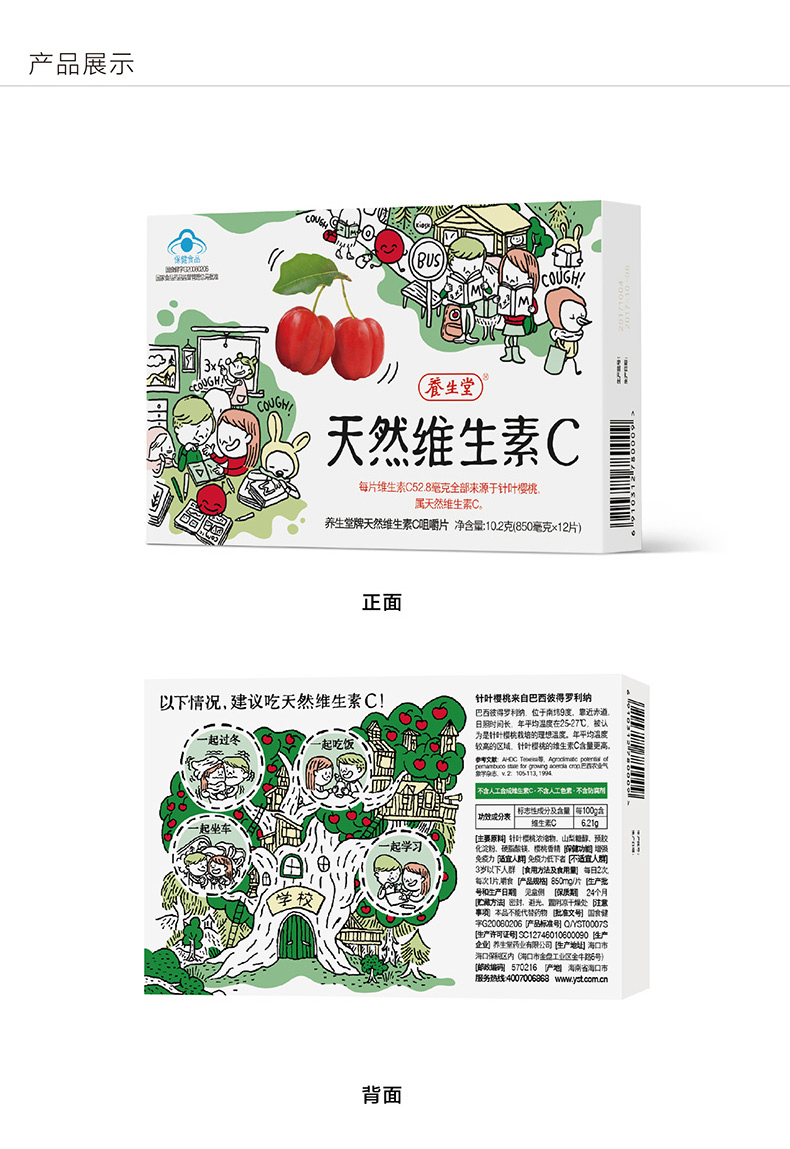 产品展示
保健食品
COUGH!
Kiosk
BUS
M
M
COUGH!
3x
COUGH!
COUGH!
養生堂®
天然维生素C
每片维生素C52.8毫克全部来源于针叶樱桃,
属天然维生素C。
养生堂牌天然维生素C咀嚼片 净含量:10.2克(850毫克×12片)
6910312780009
正面
以下情况,建议吃天然维生素C!
一起过冬
一起吃饭
一起坐车
一起学习
学校
针叶樱桃来自巴西彼得罗利纳
巴西彼得罗利纳, 位于南纬9度, 靠近赤道,
日照时间长, 年平均温度在25-27℃, 被认
为是针叶樱桃栽培的理想温度。年平均温度
较高的区域, 针叶樱桃的维生素C含量更高。
参考文献: AHDC Teixeira等, Agroclimatic potential of
pernambuco state for growing acerola crop,巴西农业气
象学杂志, v. 2: 105-113, 1994.
不含人工合成维生素C·不含人工色素·不含防腐剂
功效成分表 标志性成分及含量 每100g含
维生素C 6.21g
[主要原料] 针叶樱桃浓缩物、山梨糖醇、预胶
化淀粉、硬脂酸镁、樱桃香精 [保健功能] 增强
免疫力 [适宜人群] 免疫力低下者 [不适宜人群]
3岁以下人群 [食用方法及食用量] 每日2次,
每次1片,嚼食 [产品规格] 850mg/片 [生产批
号和生产日期] 见盒侧 [保质期] 24个月
[贮藏方法] 密封、避光、置阴凉干燥处 [注意
事项] 本品不能代替药物 [批准文号] 国食健
字G20060206 [产品标准号] Q/YST0007S
[生产许可证号] SC12746010600090 [生产
企业] 养生堂药业有限公司 [生产地址] 海口市
海口保税区内 (海口市金盘工业区金牛路6号)
[邮政编码] 570216 [产地] 海南省海口市
服务热线:4007006868 www.yst.com.cn
背面